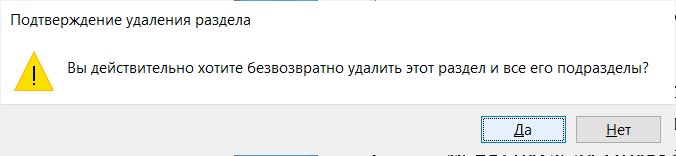 Подтверждение удаления раздела
Вы действительно хотите безвозвратно удалить этот раздел и все его подразделы?
Да
Нет